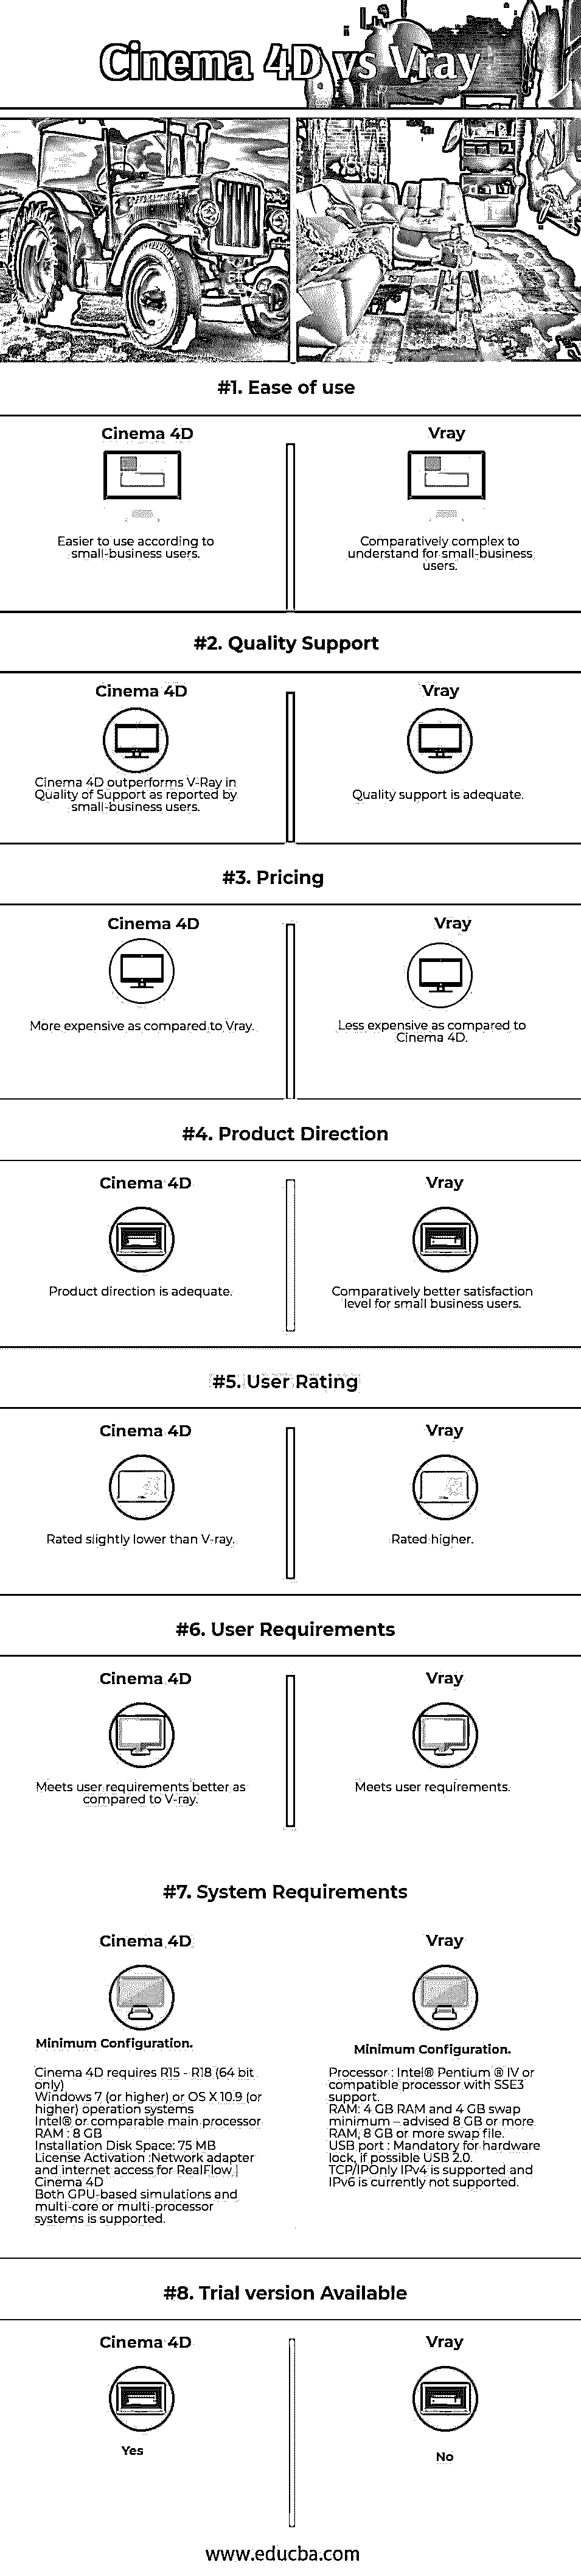 Cinema 4D vs Vray
#1. Ease of use
Cinema 4D
Easier to use according to
small-business users.
Vray
Comparatively complex to
understand for small-business
users.
#2. Quality Support
Cinema 4D
Cinema 4D outperforms V-Ray in
Quality of Support as reported by
small-business users.
Vray
Quality support is adequate.
#3. Pricing
Cinema 4D
More expensive as compared to Vray.
Vray
Less expensive as compared to
Cinema 4D.
#4. Product Direction
Cinema 4D
Product direction is adequate.
Vray
Comparatively better satisfaction
level for small business users.
#5. User Rating
Cinema 4D
Rated slightly lower than V-ray.
Vray
Rated higher.
#6. User Requirements
Cinema 4D
Meets user requirements better as
compared to V-ray.
Vray
Meets user requirements.
#7. System Requirements
Cinema 4D
Minimum Configuration.
Cinema 4D requires R15 - R18 (64 bit
only)
Windows 7 (or higher) or OS X 10.9 (or
higher) operation systems
Intel® or comparable main processor
RAM : 8 GB
Installation Disk Space: 75 MB
License Activation :Network adapter
and internet access for RealFlow |
Cinema 4D
Both GPU-based simulations and
multi-core or multi-processor
systems is supported.
Vray
Minimum Configuration.
Processor : Intel® Pentium ® IV or
compatible processor with SSE3
support.
RAM: 4 GB RAM and 4 GB swap
minimum – advised 8 GB or more
RAM, 8 GB or more swap file.
USB port : Mandatory for hardware
lock, if possible USB 2.0.
TCP/IPOnly IPv4 is supported and
IPv6 is currently not supported.
#8. Trial version Available
Cinema 4D
Yes
Vray
No
www.educba.com